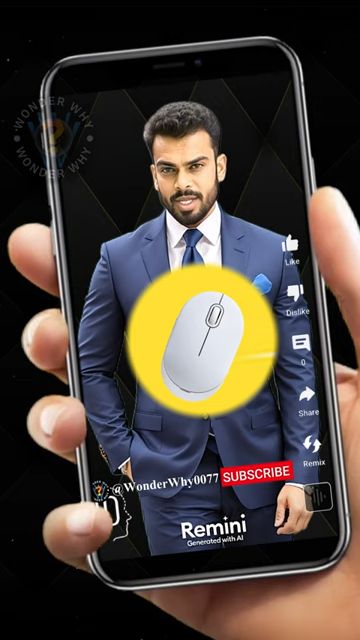 WONDER WHY
WONDER WHY
Like
Dislike
0
Share
Remix
@WonderWhy0077
SUBSCRIBE
Remini
Generated with AI